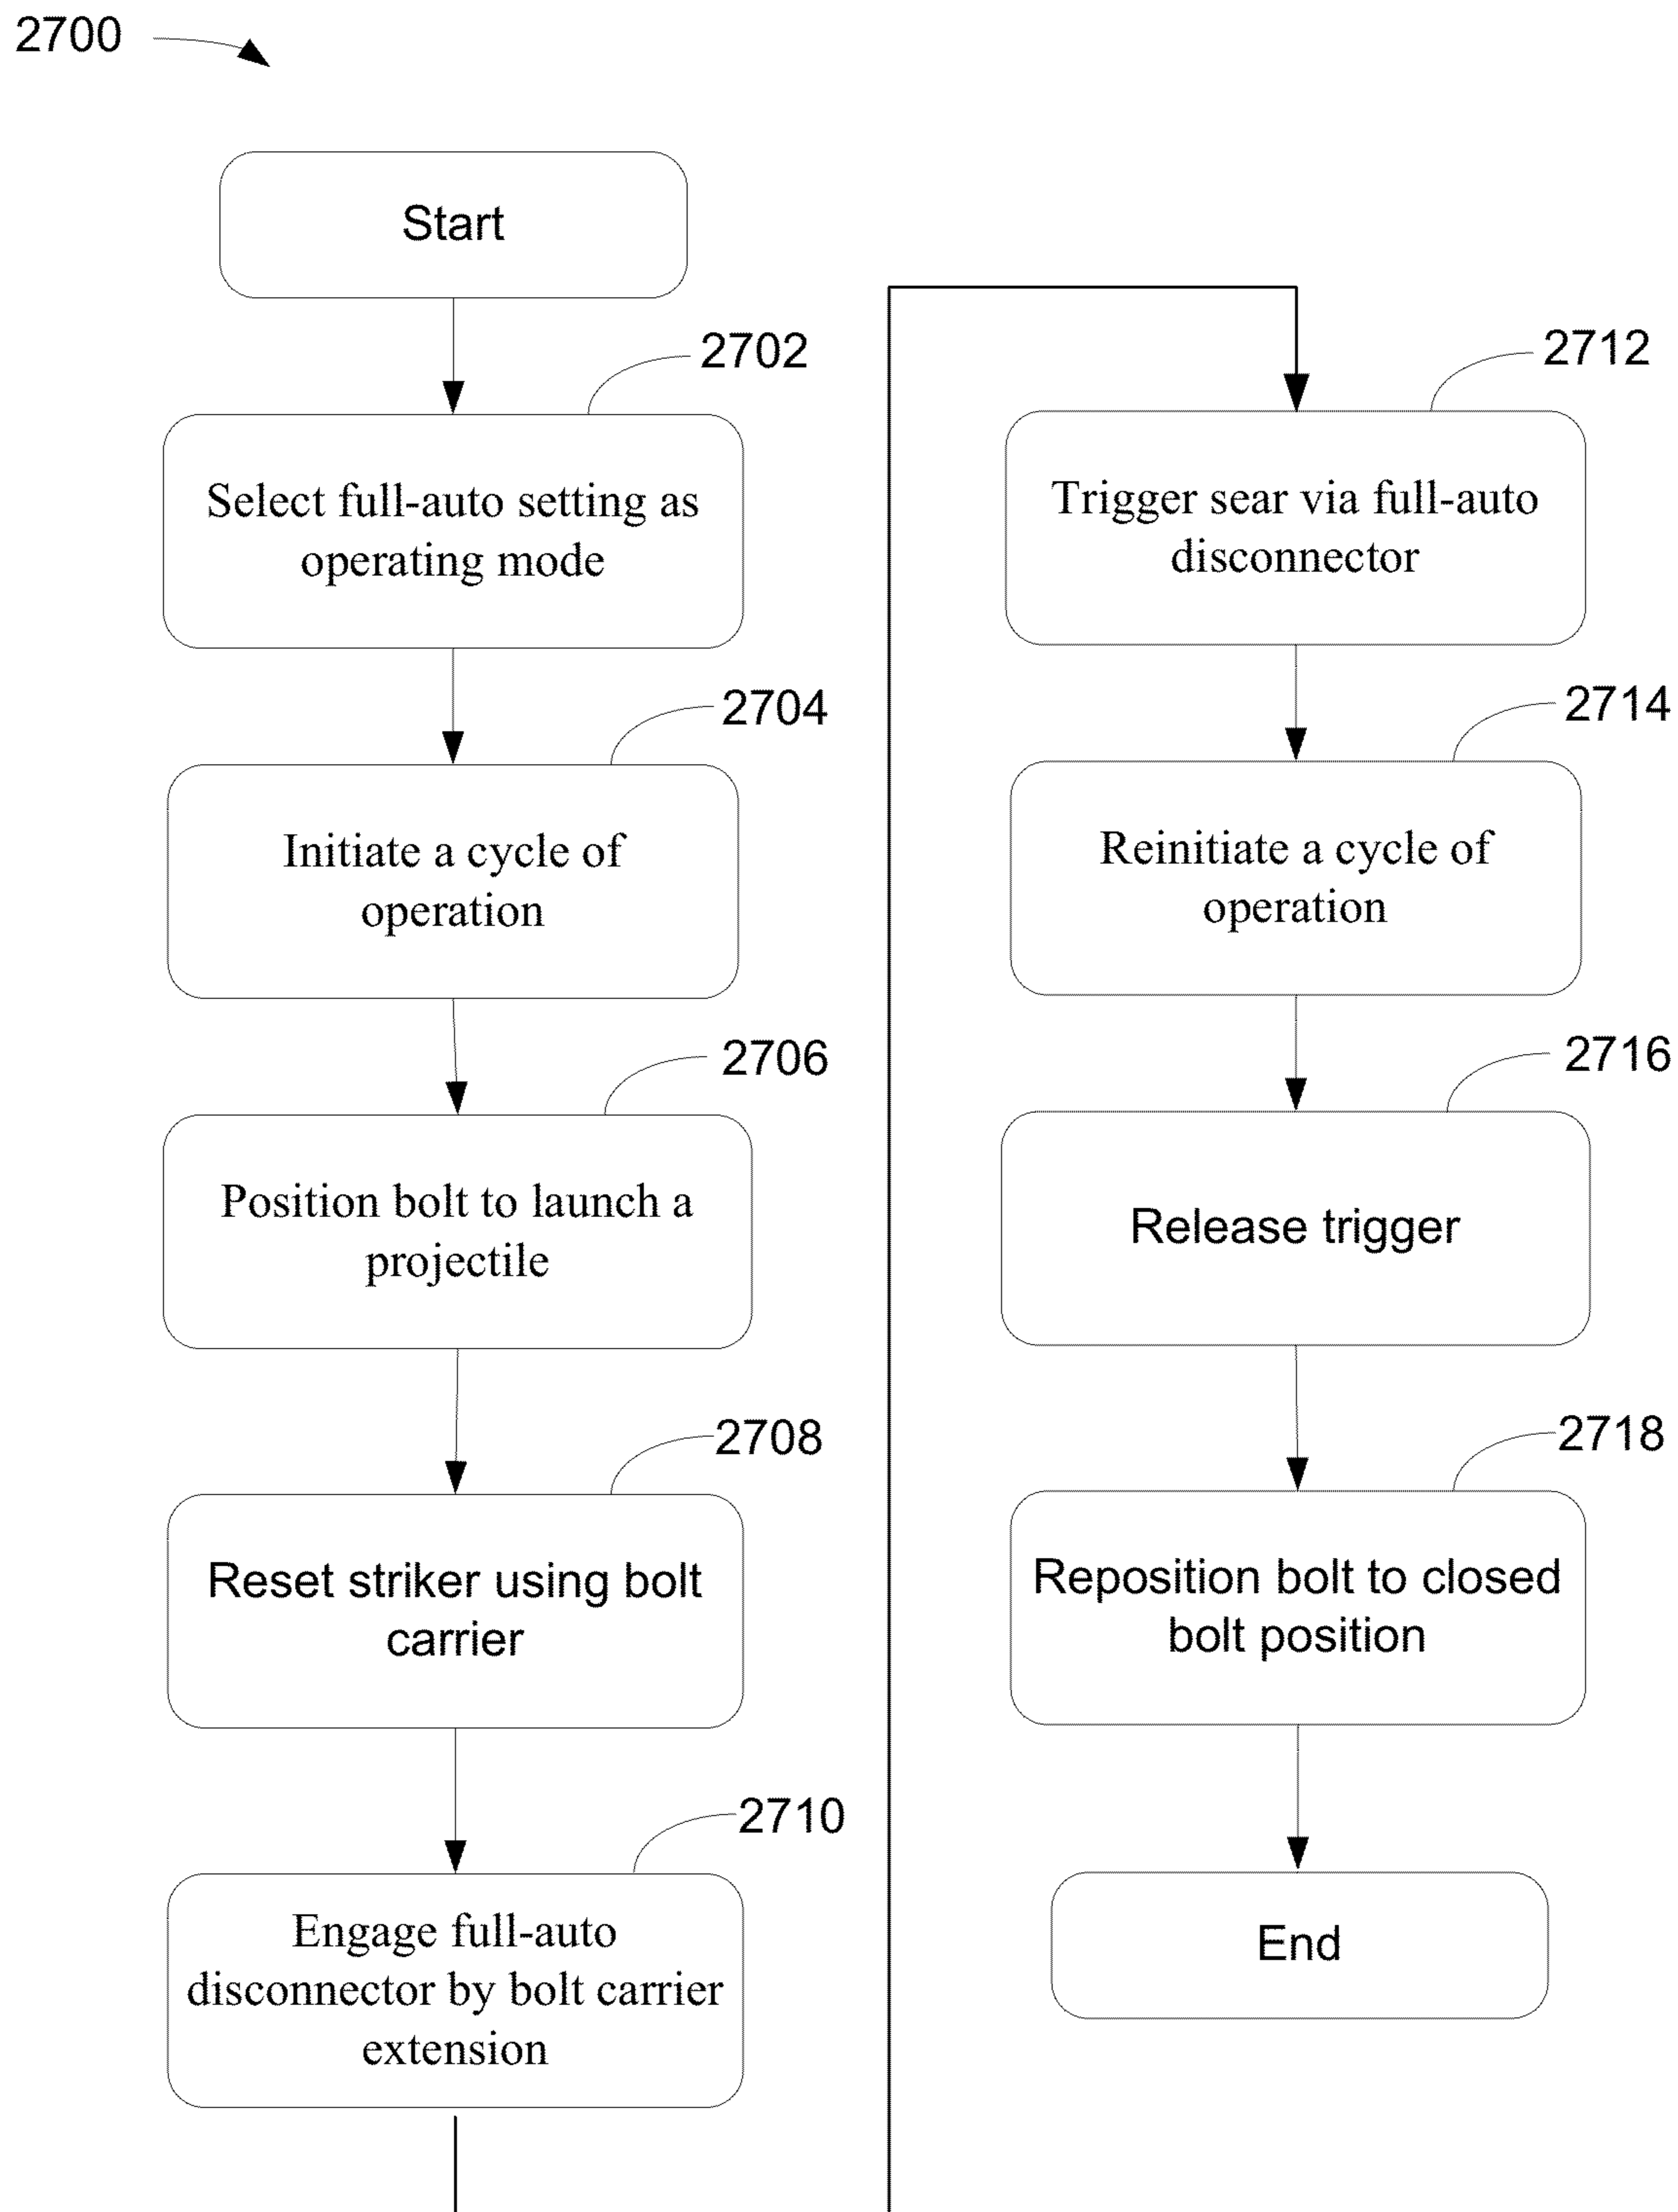 2700
Start
2702
Select full-auto setting as
operating mode
2704
Initiate a cycle of
operation
2706
Position bolt to launch a
projectile
2708
Reset striker using bolt
carrier
2710
Engage full-auto
disconnector by bolt carrier
extension
2712
Trigger sear via full-auto
disconnector
2714
Reinitiate a cycle of
operation
2716
Release trigger
2718
Reposition bolt to closed
bolt position
End